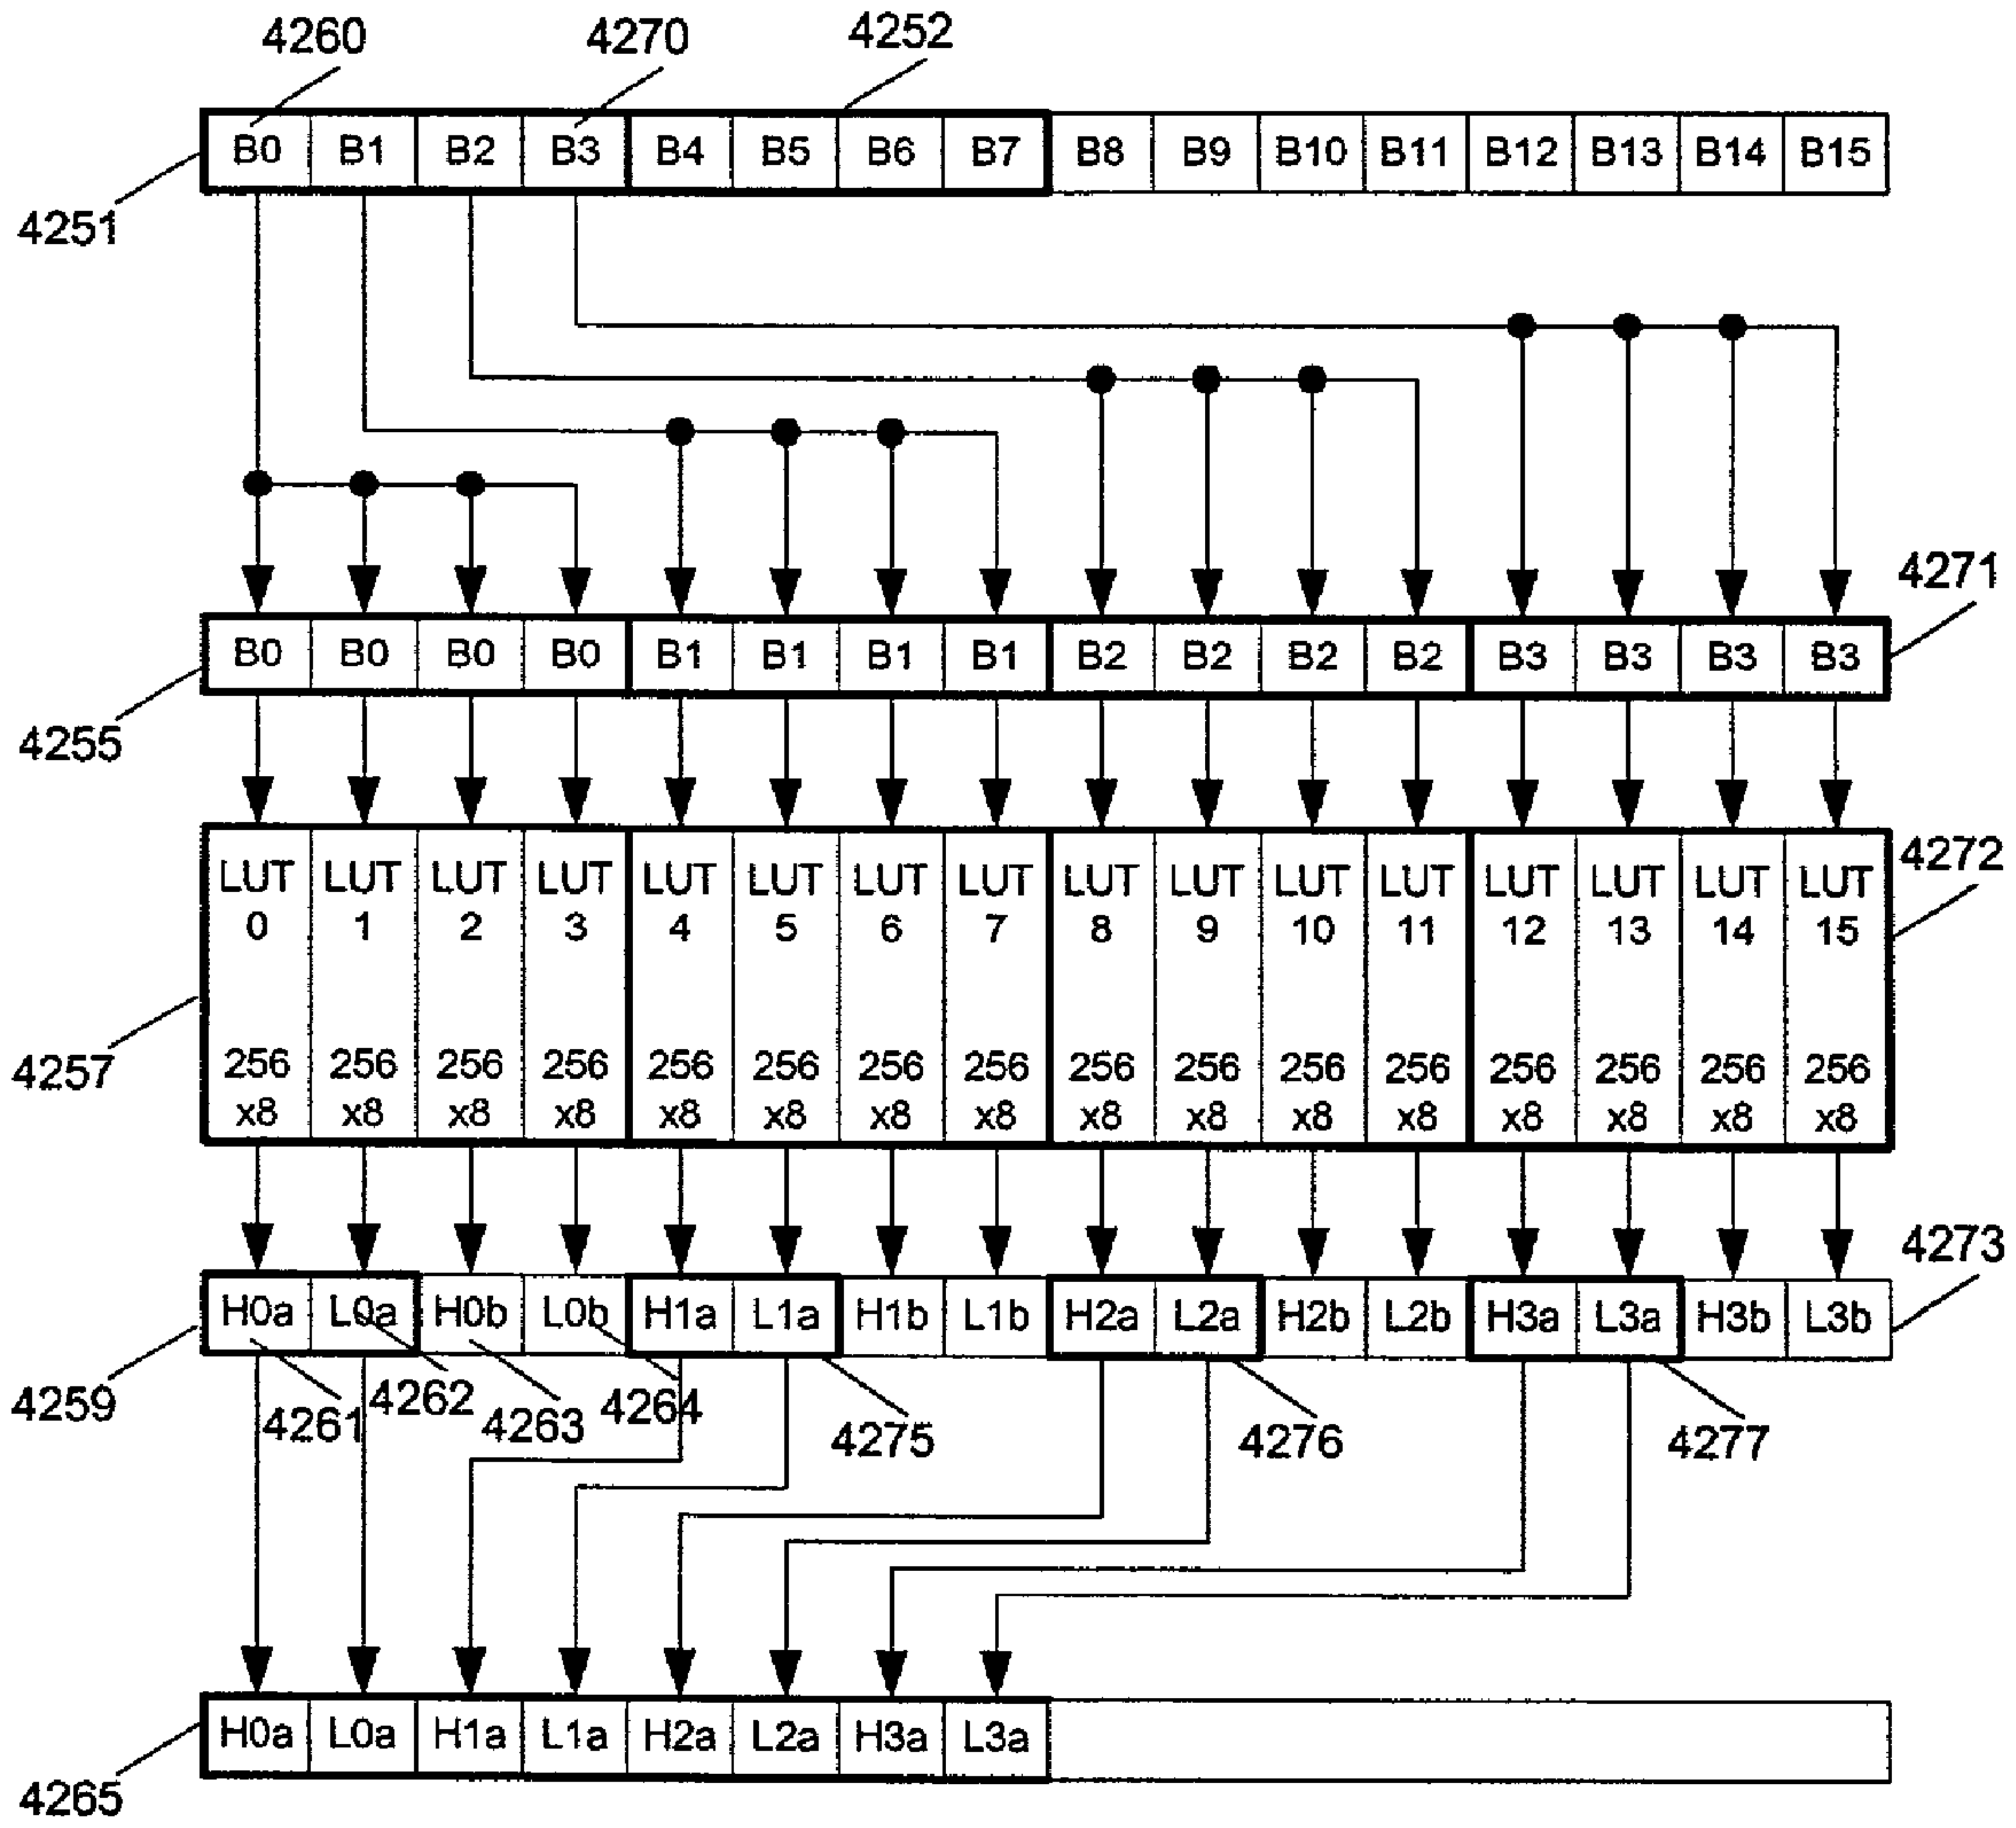 4260 4270 4252
B0 B1 B2 B3 B4 B5 B6 B7 B8 B9 B10 B11 B12 B13 B14 B15
4251
4271
B0 B0 B0 B0 B1 B1 B1 B1 B2 B2 B2 B2 B3 B3 B3 B3
4255
LUT LUT LUT LUT LUT LUT LUT LUT LUT LUT LUT LUT LUT LUT LUT LUT 4272
0 1 2 3 4 5 6 7 8 9 10 11 12 13 14 15
256 256 256 256 256 256 256 256 256 256 256 256 256 256 256 256
4257
x8 x8 x8 x8 x8 x8 x8 x8 x8 x8 x8 x8 x8 x8 x8 x8
4273
H0a L0a H0b L0b H1a L1a H1b L1b H2a L2a H2b L2b H3a L3a H3b L3b
4259 4261 4262 4263 4264 4275 4276 4277
H0a L0a H1a L1a H2a L2a H3a L3a
4265